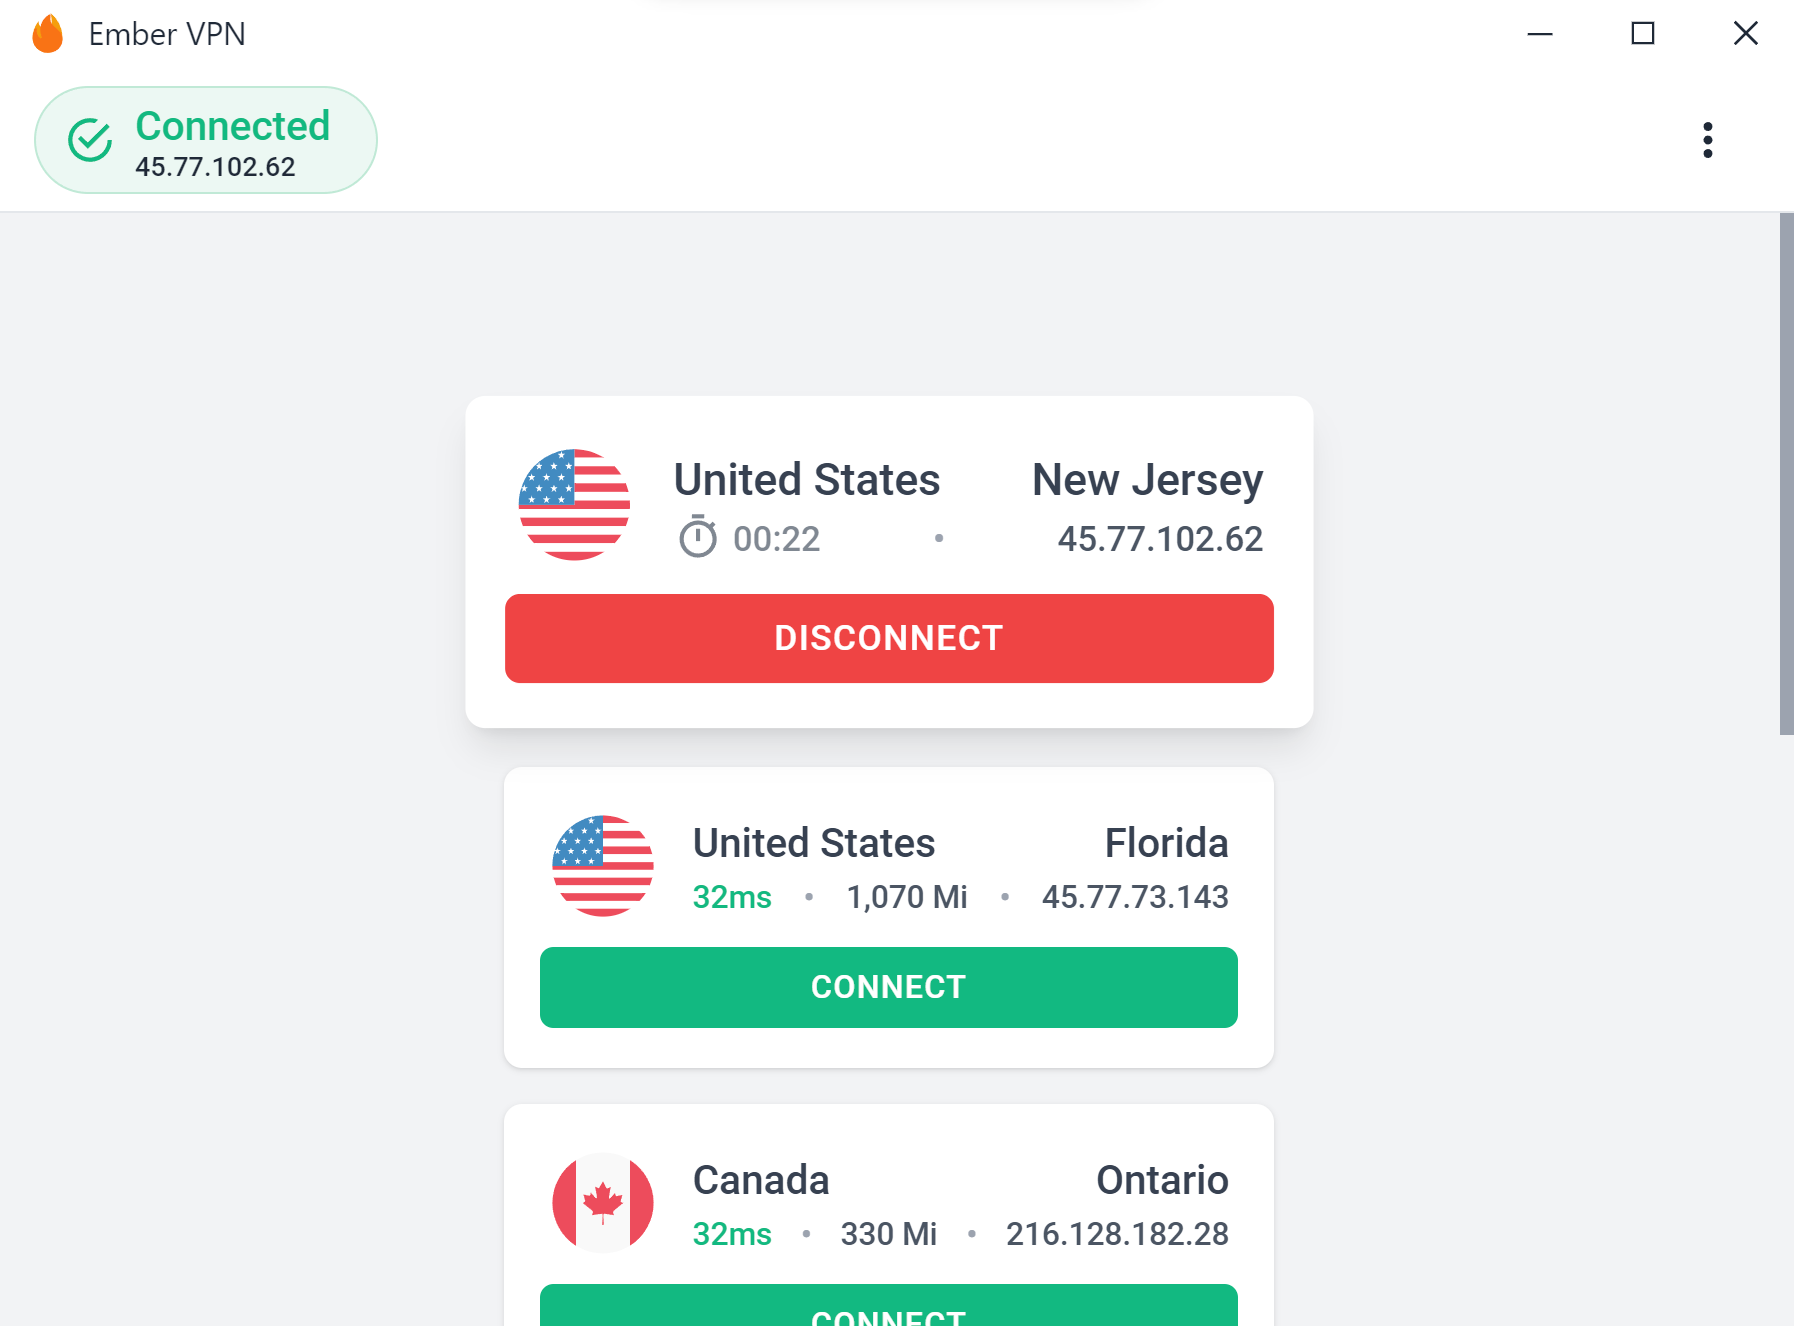 Ember VPN
Connected
45.77.102.62
United States New Jersey
00:22 • 45.77.102.62
DISCONNECT
United States Florida
32ms • 1,070 Mi • 45.77.73.143
CONNECT
Canada Ontario
32ms • 330 Mi • 216.128.182.28
CONNECT